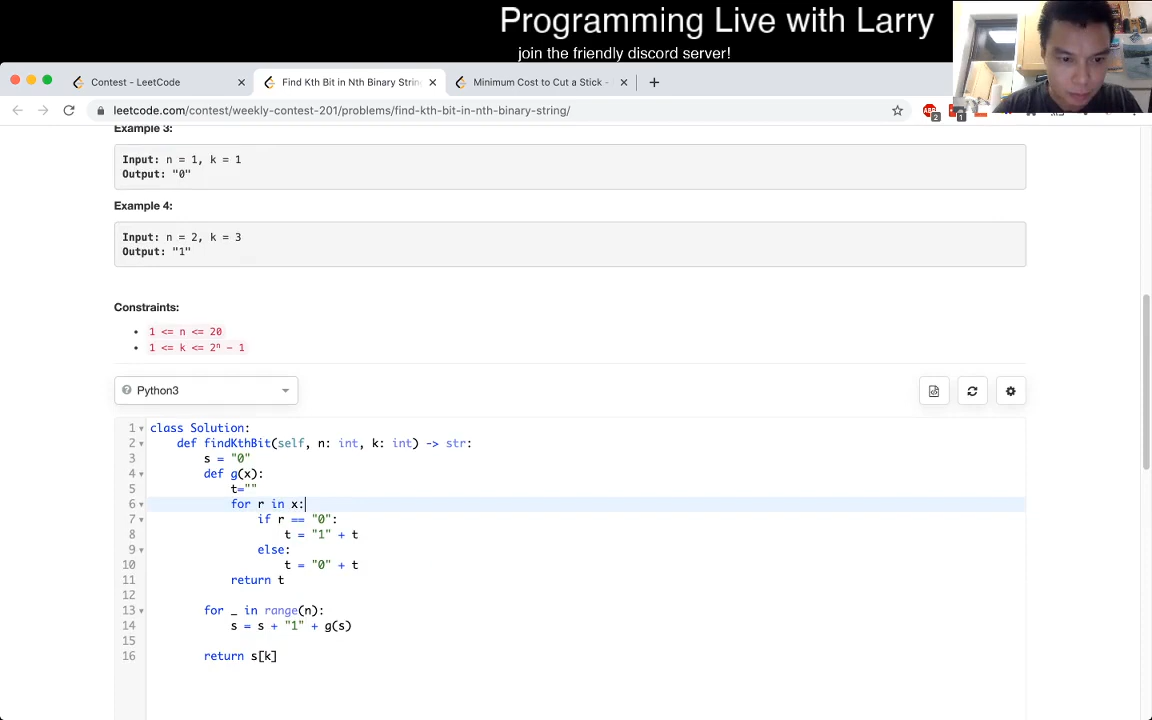 Programming Live with Larry
join the friendly discord server!
Contest - LeetCode
Find Kth Bit in Nth Binary Strin
Minimum Cost to Cut a Stick -
leetcode.com/contest/weekly-contest-201/problems/find-kth-bit-in-nth-binary-string/
ABP
2
1
Example 3:
Input: n = 1, k = 1
Output: "0"
Example 4:
Input: n = 2, k = 3
Output: "1"
Constraints:
1 <= n <= 20
1 <= k <= 2ⁿ - 1
Python3
1 class Solution:
2 def findKthBit(self, n: int, k: int) -> str:
3 s = "0"
4 def g(x):
5 t=""
6 for r in x:
7 if r == "0":
8 t = "1" + t
9 else:
10 t = "0" + t
11 return t
12
13 for _ in range(n):
14 s = s + "1" + g(s)
15
16 return s[k]